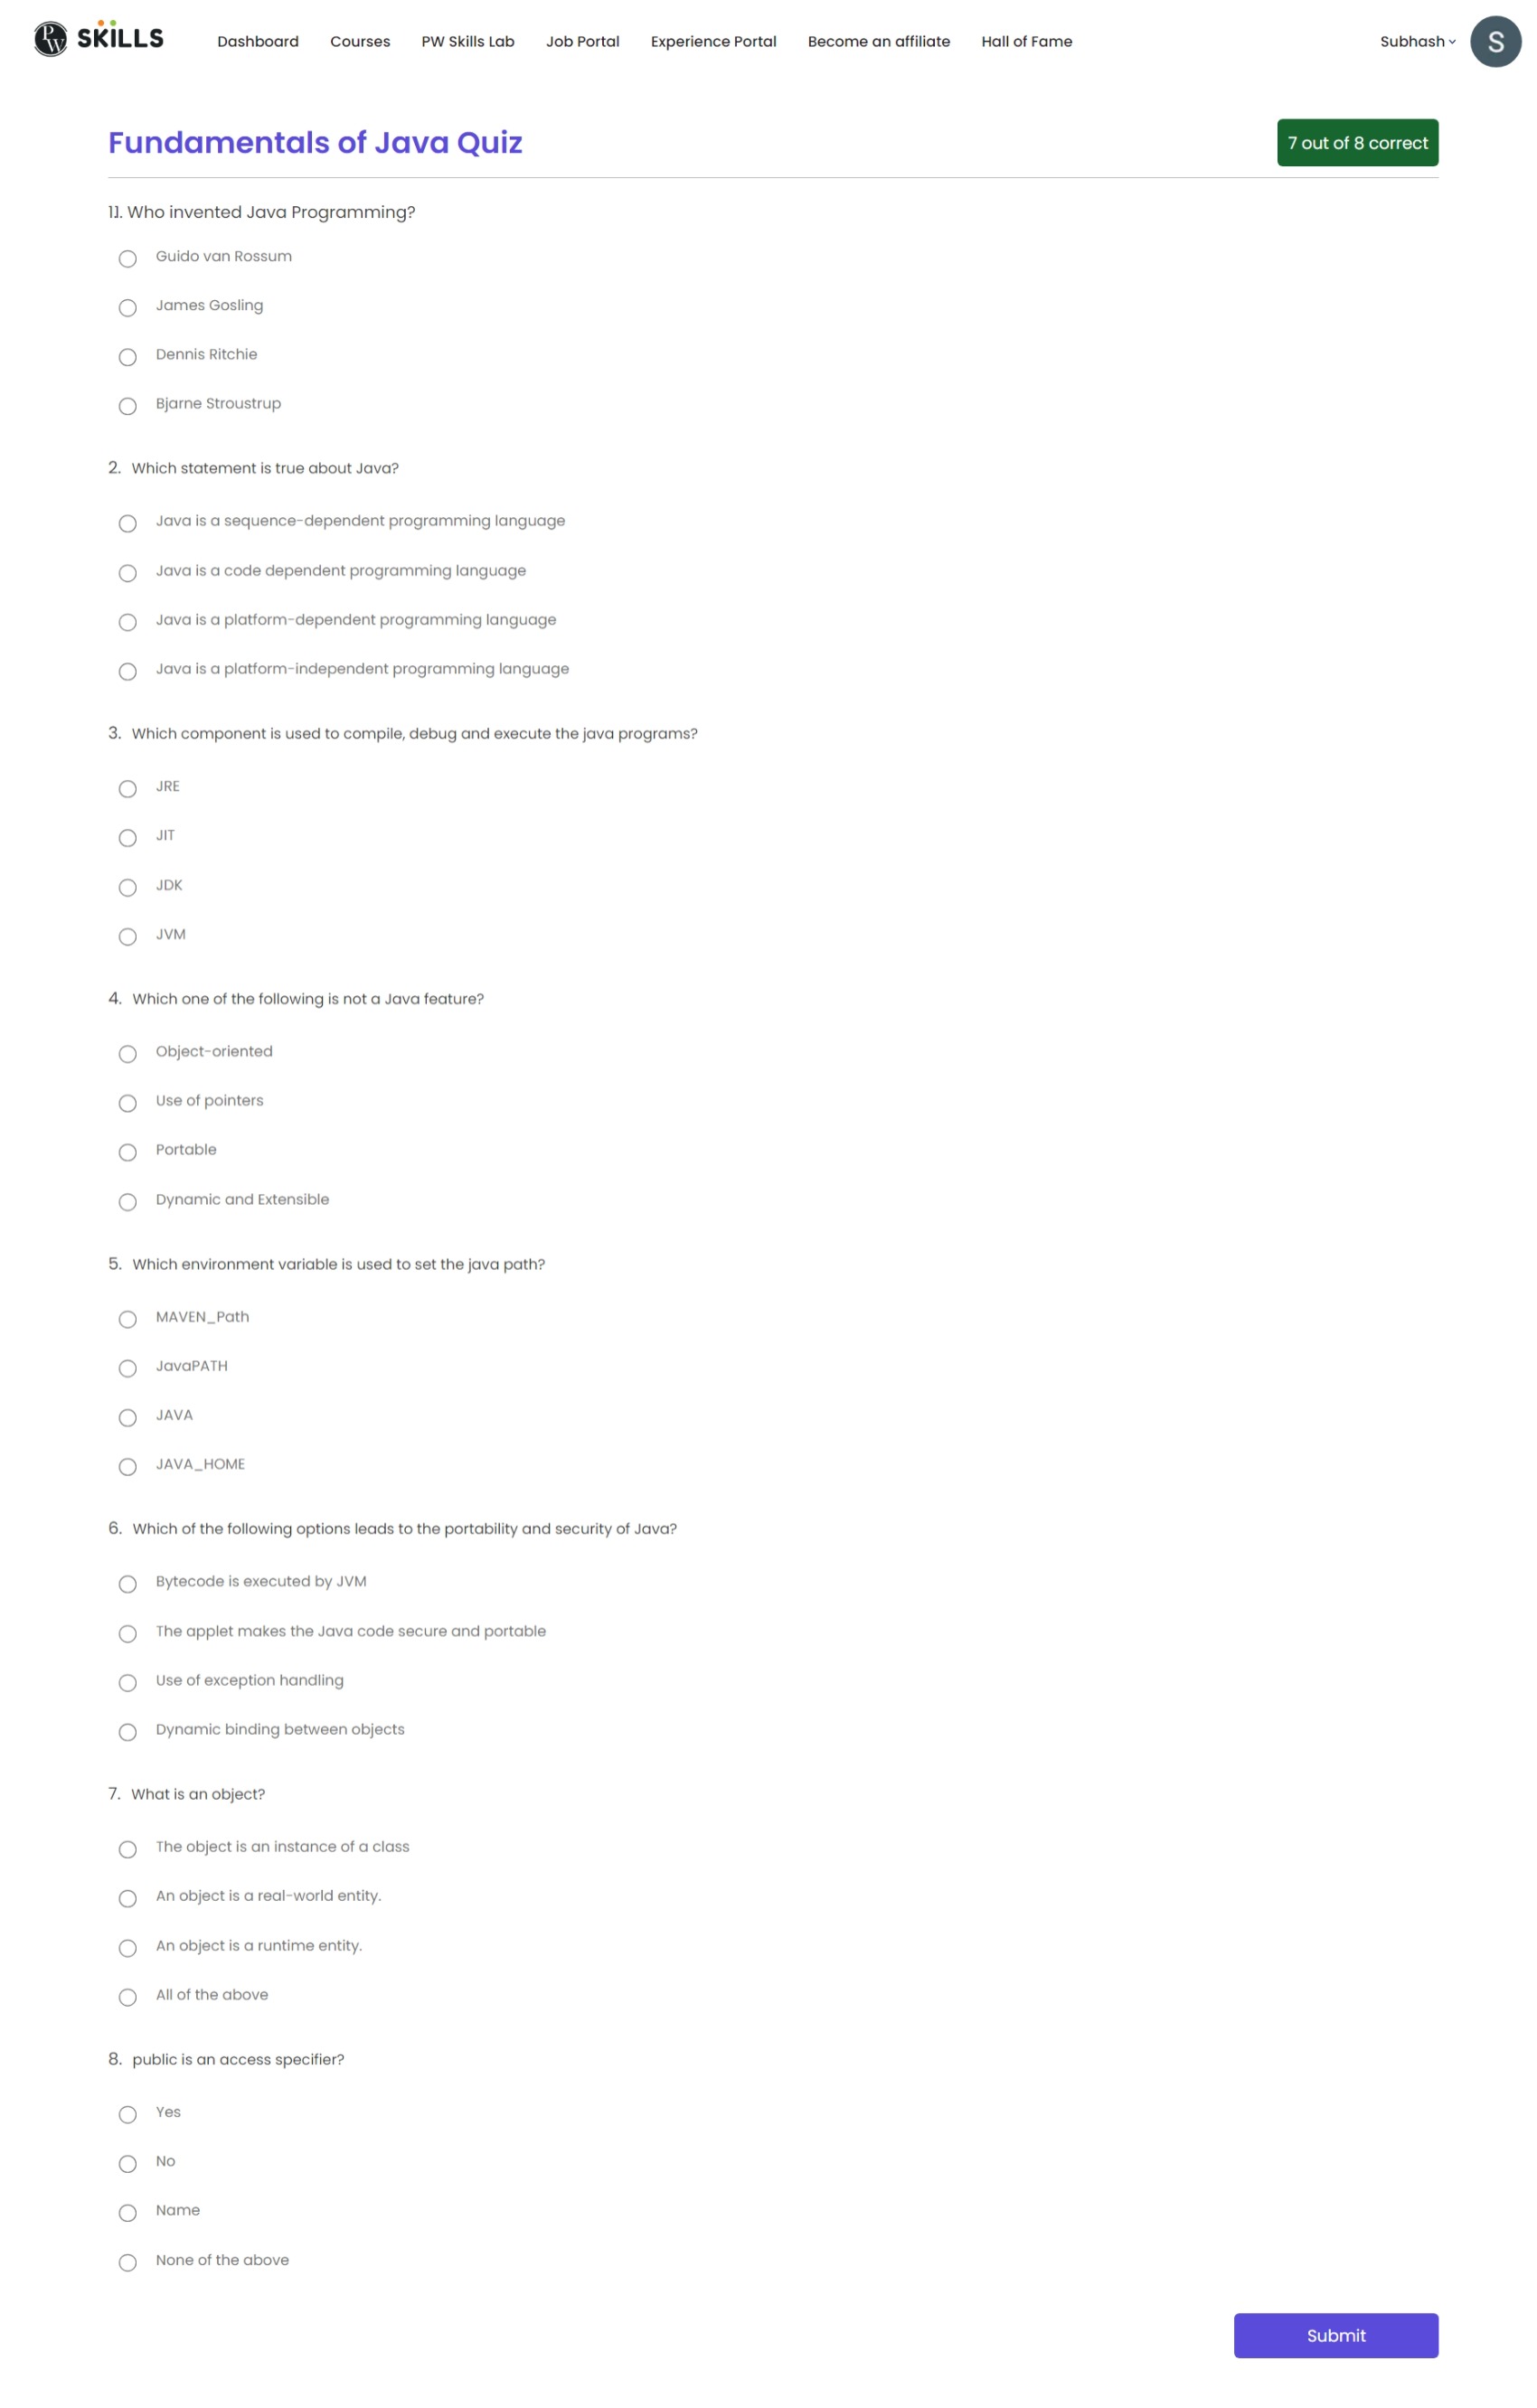 PW SKILLS
Dashboard Courses PW Skills Lab Job Portal Experience Portal Become an affiliate Hall of Fame Subhash S
Fundamentals of Java Quiz
7 out of 8 correct
11. Who invented Java Programming?
Guido van Rossum
James Gosling
Dennis Ritchie
Bjarne Stroustrup
2. Which statement is true about Java?
Java is a sequence-dependent programming language
Java is a code dependent programming language
Java is a platform-dependent programming language
Java is a platform-independent programming language
3. Which component is used to compile, debug and execute the java programs?
JRE
JIT
JDK
JVM
4. Which one of the following is not a Java feature?
Object-oriented
Use of pointers
Portable
Dynamic and Extensible
5. Which environment variable is used to set the java path?
MAVEN_Path
JavaPATH
JAVA
JAVA_HOME
6. Which of the following options leads to the portability and security of Java?
Bytecode is executed by JVM
The applet makes the Java code secure and portable
Use of exception handling
Dynamic binding between objects
7. What is an object?
The object is an instance of a class
An object is a real-world entity.
An object is a runtime entity.
All of the above
8. public is an access specifier?
Yes
No
Name
None of the above
Submit